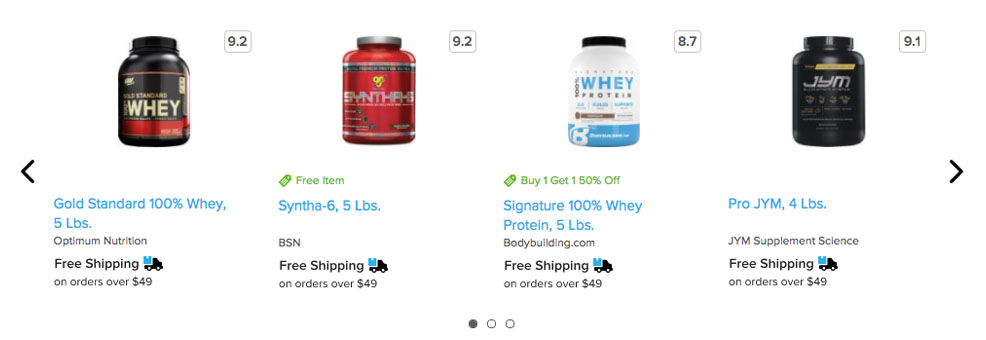 9.2
GOLD STANDARD
WHEY
Gold Standard 100% Whey,
5 Lbs.
Optimum Nutrition
Free Shipping
on orders over $49
9.2
SYNTHA-6
Free Item
Syntha-6, 5 Lbs.
BSN
Free Shipping
on orders over $49
8.7
SIGNATURE
100% WHEY
PROTEIN
Buy 1 Get 1 50% Off
Signature 100% Whey
Protein, 5 Lbs.
Bodybuilding.com
Free Shipping
on orders over $49
9.1
JYM
Pro JYM, 4 Lbs.
JYM Supplement Science
Free Shipping
on orders over $49